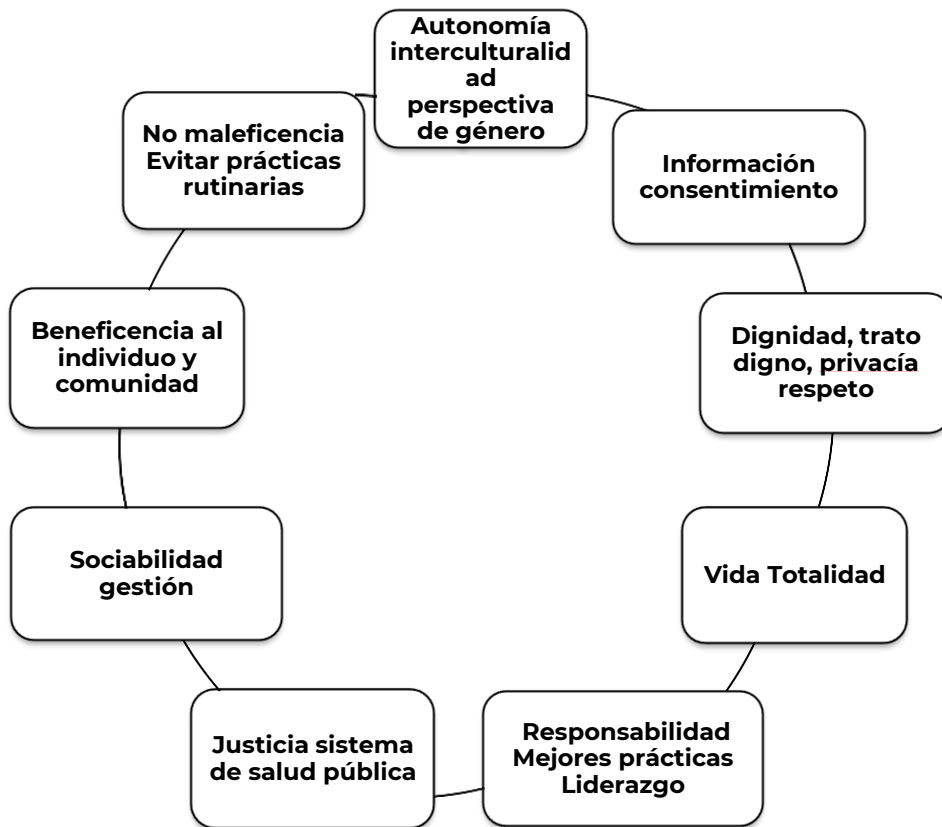 Autonomía
interculturalid
ad
perspectiva
de género
Información
consentimiento
Dignidad, trato
digno, privacía
respeto
Vida Totalidad
Responsabilidad
Mejores prácticas
Liderazgo
Justicia sistema
de salud pública
Sociabilidad
gestión
Beneficencia al
individuo y
comunidad
No maleficencia
Evitar prácticas
rutinarias